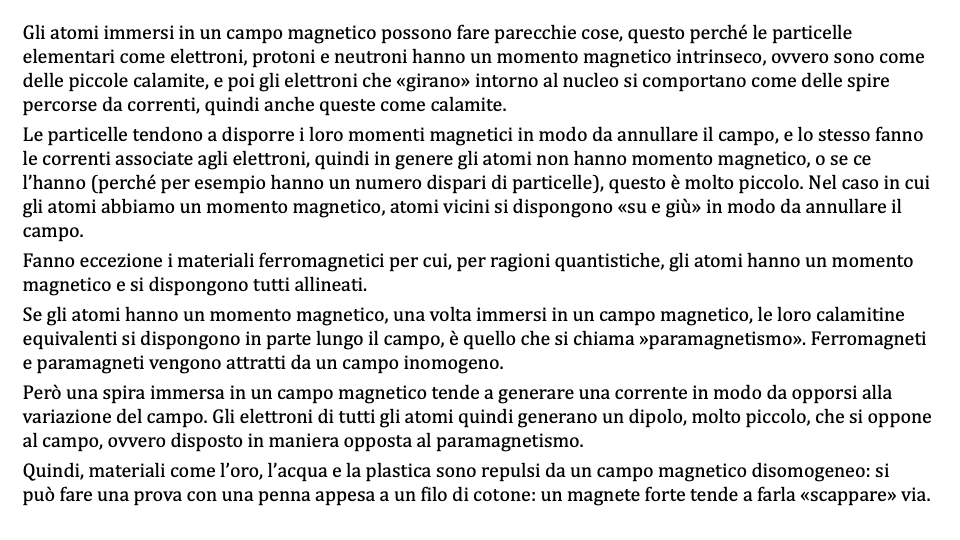 Gli atomi immersi in un campo magnetico possono fare parecchie cose, questo perché le particelle
elementari come elettroni, protoni e neutroni hanno un momento magnetico intrinseco, ovvero sono come
delle piccole calamite, e poi gli elettroni che «girano» intorno al nucleo si comportano come delle spire
percorse da correnti, quindi anche queste come calamite.
Le particelle tendono a disporre i loro momenti magnetici in modo da annullare il campo, e lo stesso fanno
le correnti associate agli elettroni, quindi in genere gli atomi non hanno momento magnetico, o se ce
l’hanno (perché per esempio hanno un numero dispari di particelle), questo è molto piccolo. Nel caso in cui
gli atomi abbiamo un momento magnetico, atomi vicini si dispongono «su e giù» in modo da annullare il
campo.
Fanno eccezione i materiali ferromagnetici per cui, per ragioni quantistiche, gli atomi hanno un momento
magnetico e si dispongono tutti allineati.
Se gli atomi hanno un momento magnetico, una volta immersi in un campo magnetico, le loro calamitine
equivalenti si dispongono in parte lungo il campo, è quello che si chiama »paramagnetismo». Ferromagneti
e paramagneti vengono attratti da un campo inomogeno.
Però una spira immersa in un campo magnetico tende a generare una corrente in modo da opporsi alla
variazione del campo. Gli elettroni di tutti gli atomi quindi generano un dipolo, molto piccolo, che si oppone
al campo, ovvero disposto in maniera opposta al paramagnetismo.
Quindi, materiali come l’oro, l’acqua e la plastica sono repulsi da un campo magnetico disomogeneo: si
può fare una prova con una penna appesa a un filo di cotone: un magnete forte tende a farla «scappare» via.